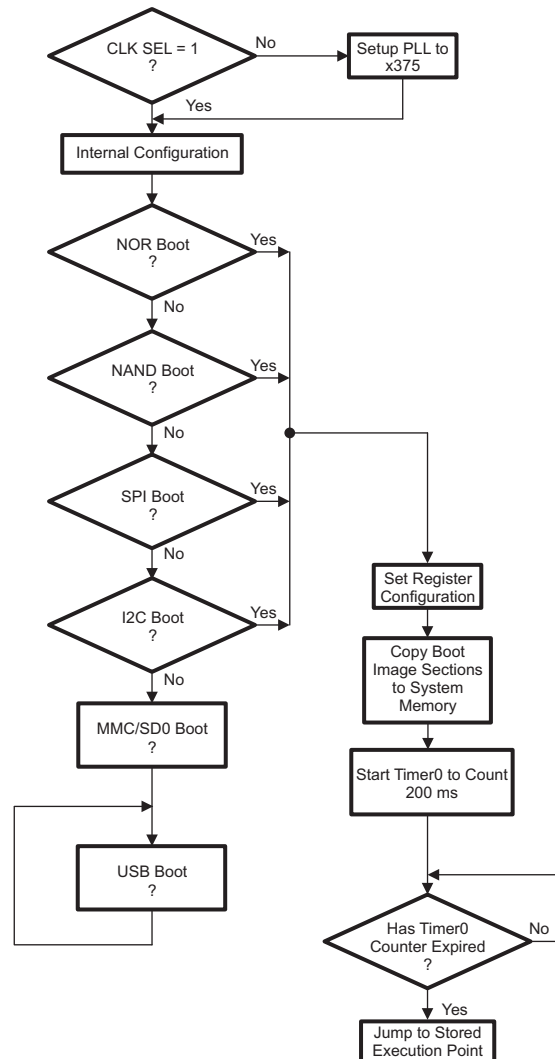 CLK SEL = 1
?
No
Setup PLL to
x375
Yes
Internal Configuration
NOR Boot
?
Yes
No
NAND Boot
?
Yes
No
SPI Boot
?
Yes
No
I2C Boot
?
Yes
No
MMC/SD0 Boot
?
USB Boot
?
Set Register
Configuration
Copy Boot
Image Sections
to System
Memory
Start Timer0 to Count
200 ms
Has Timer0
Counter Expired
?
No
Yes
Jump to Stored
Execution Point